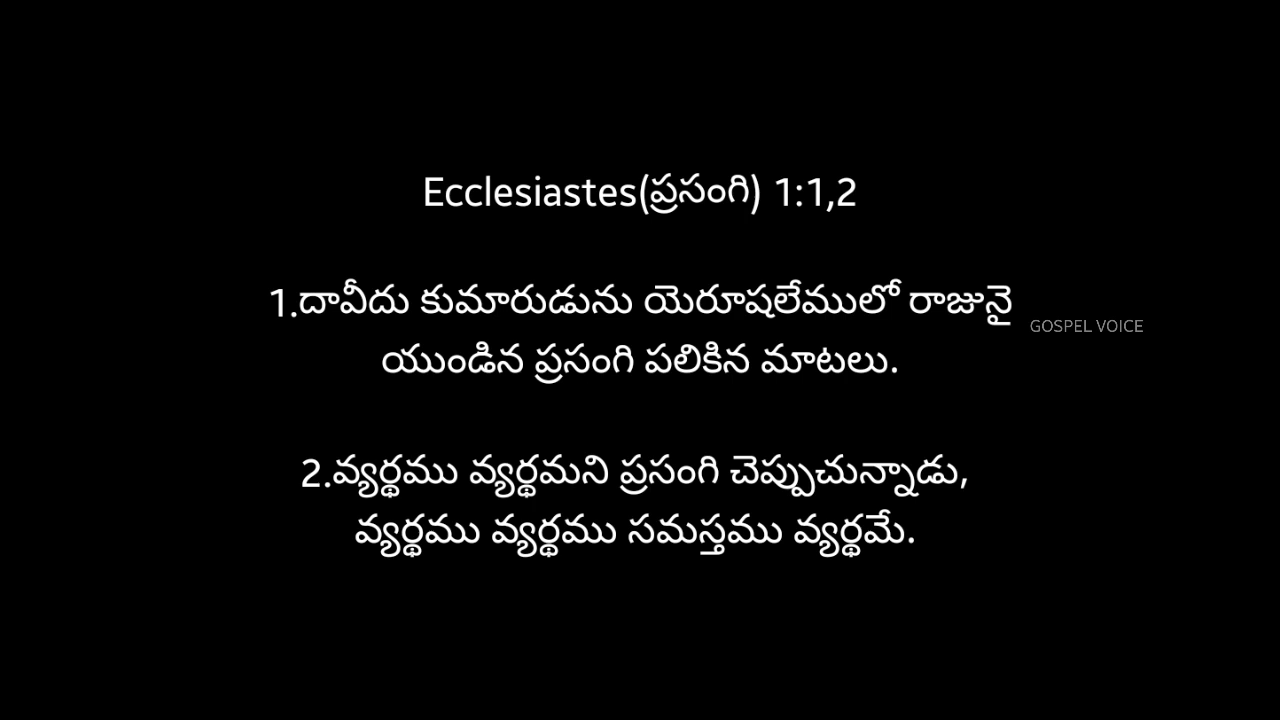 Ecclesiastes(ప్రసంగి) 1:1,2
1.దావీదు కుమారుడును యెరూషలేములో రాజునై
GOSPEL VOICE
యుండిన ప్రసంగి పలికిన మాటలు.
2.వ్యర్థము వ్యర్థమని ప్రసంగి చెప్పుచున్నాడు,
వ్యర్థము వ్యర్థము సమస్తము వ్యర్థమే.